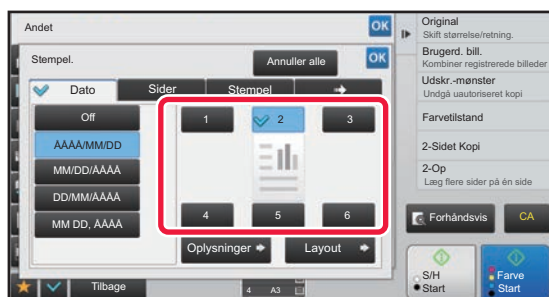 Andet
OK
Stempel.
Annuller alle
OK
Dato
Sider
Stempel
Off
ÅÅÅÅ/MM/DD
MM/DD/ÅÅÅÅ
DD/MM/ÅÅÅÅ
MM DD, ÅÅÅÅ
1
2
3
4
5
6
Oplysninger
Layout
Tilbage
4
A3
Original
Skift størrelse/retning.
Brugerd. bill.
Kombiner registrerede billeder
Udskr.-mønster
Undgå uautoriseret kopi
Farvetilstand
2-Sidet Kopi
2-Op
Læg flere sider på én side
Forhåndsvis
CA
S/H
Start
Farve
Start